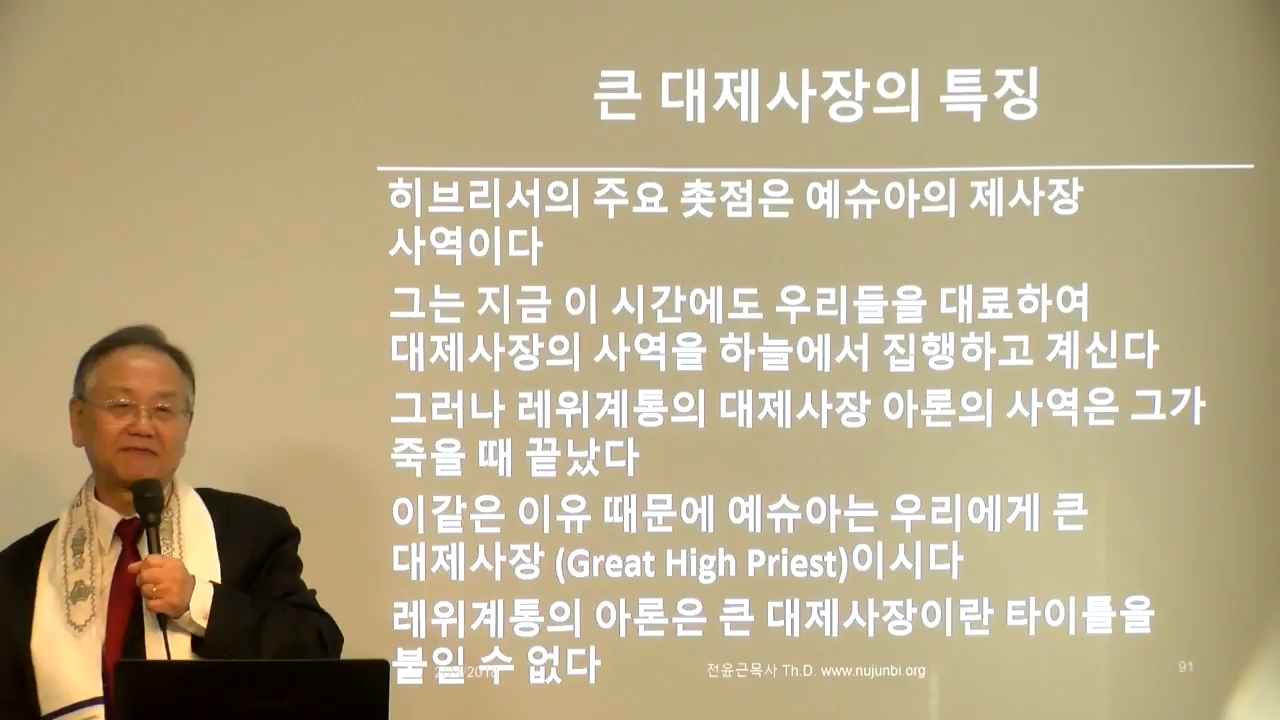 큰 대제사장의 특징
히브리서의 주요 촛점은 예슈아의 제사장
사역이다
그는 지금 이 시간에도 우리들을 대료하여
대제사장의 사역을 하늘에서 집행하고 계신다
그러나 레위계통의 대제사장 아론의 사역은 그가
죽을 때 끝났다
이같은 이유 때문에 예슈아는 우리에게 큰
대제사장 (Great High Priest)이시다
레위계통의 아론은 큰 대제사장이란 타이틀을
붙일 수 없다
전윤근목사 Th.D. www.nujunbi.org
91